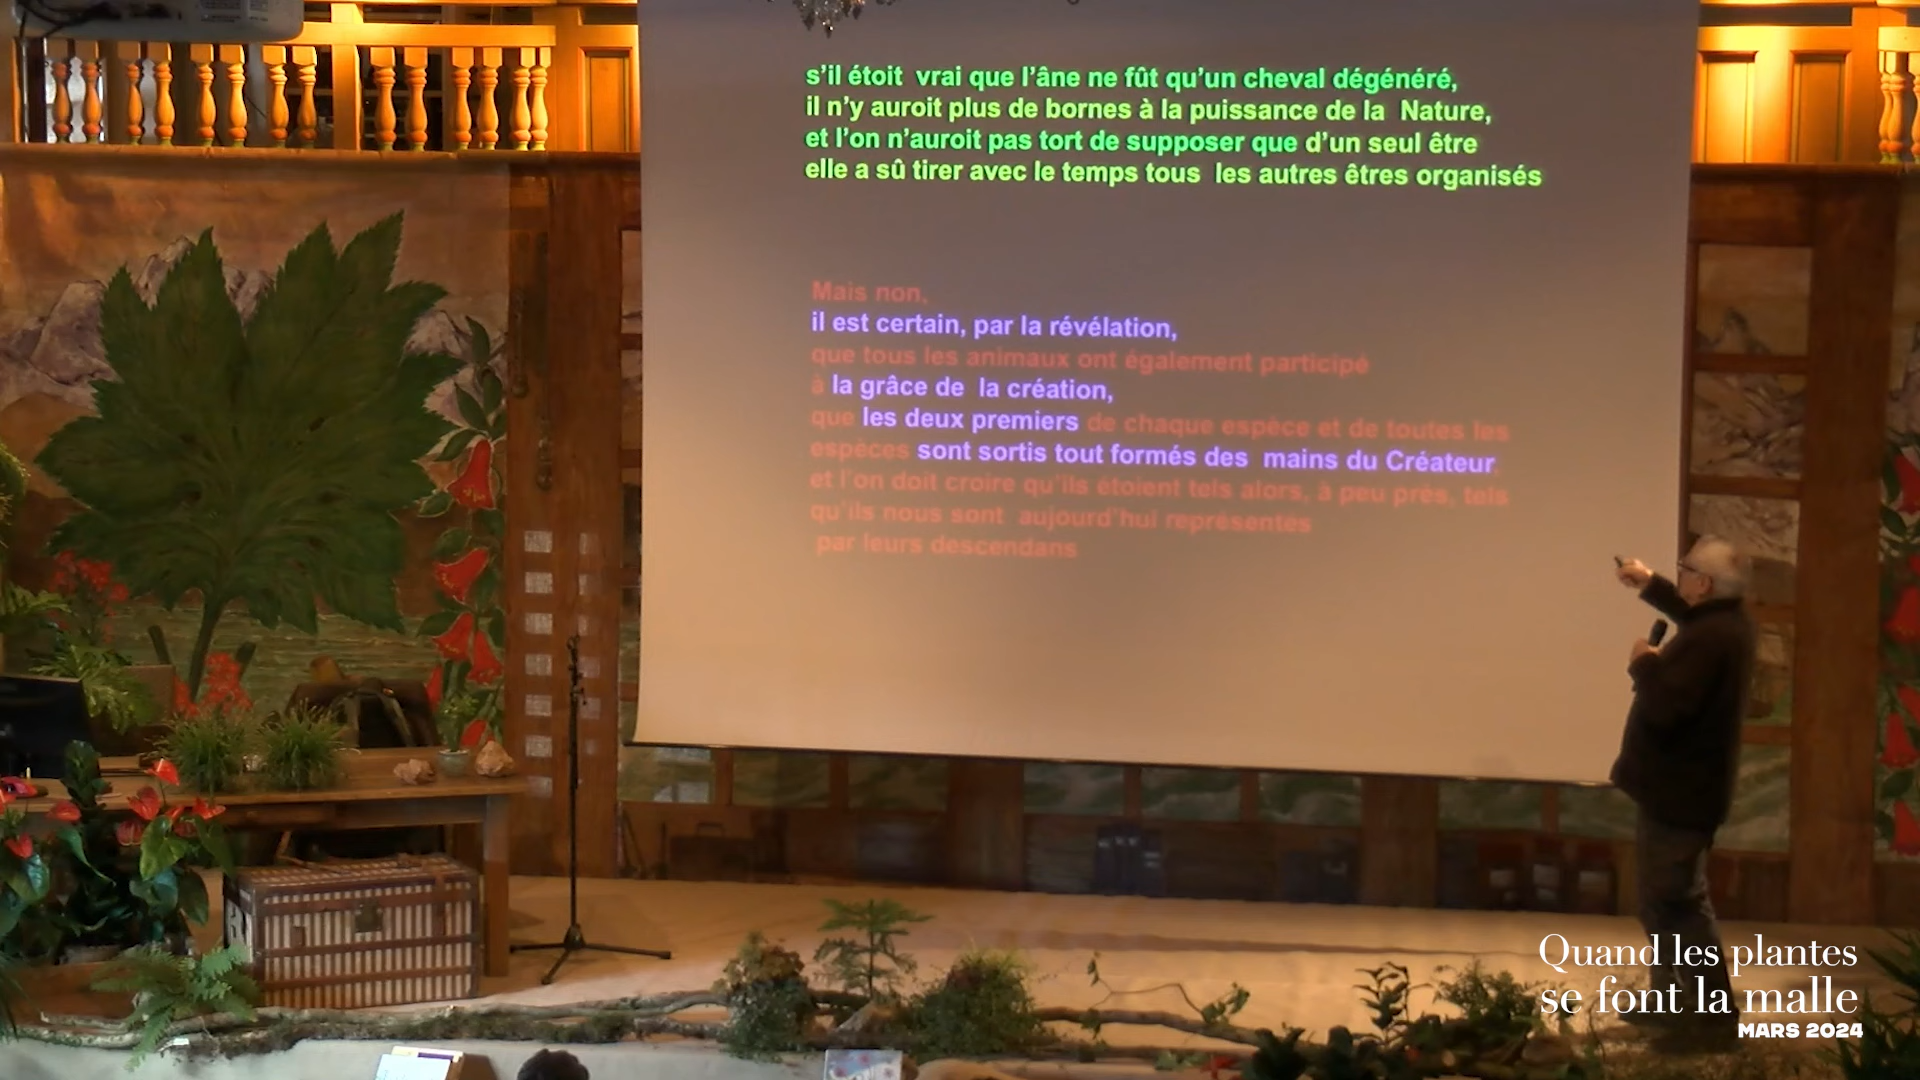 s’il étoit vrai que l’âne ne fût qu’un cheval dégénéré,
il n’y auroit plus de bornes à la puissance de la Nature,
et l’on n’auroit pas tort de supposer que d’un seul être
elle a sû tirer avec le temps tous les autres êtres organisés
Mais non,
il est certain, par la révélation,
que tous les animaux ont également participé
à la grâce de la création,
que les deux premiers de chaque espèce et de toutes les
espèces sont sortis tout formés des mains du Créateur
et l’on doit croire qu’ils étoient tels alors, à peu près, tels
qu’ils nous sont aujourd’hui représentes
par leurs descendans
Quand les plantes
se font la malle
MARS 2024